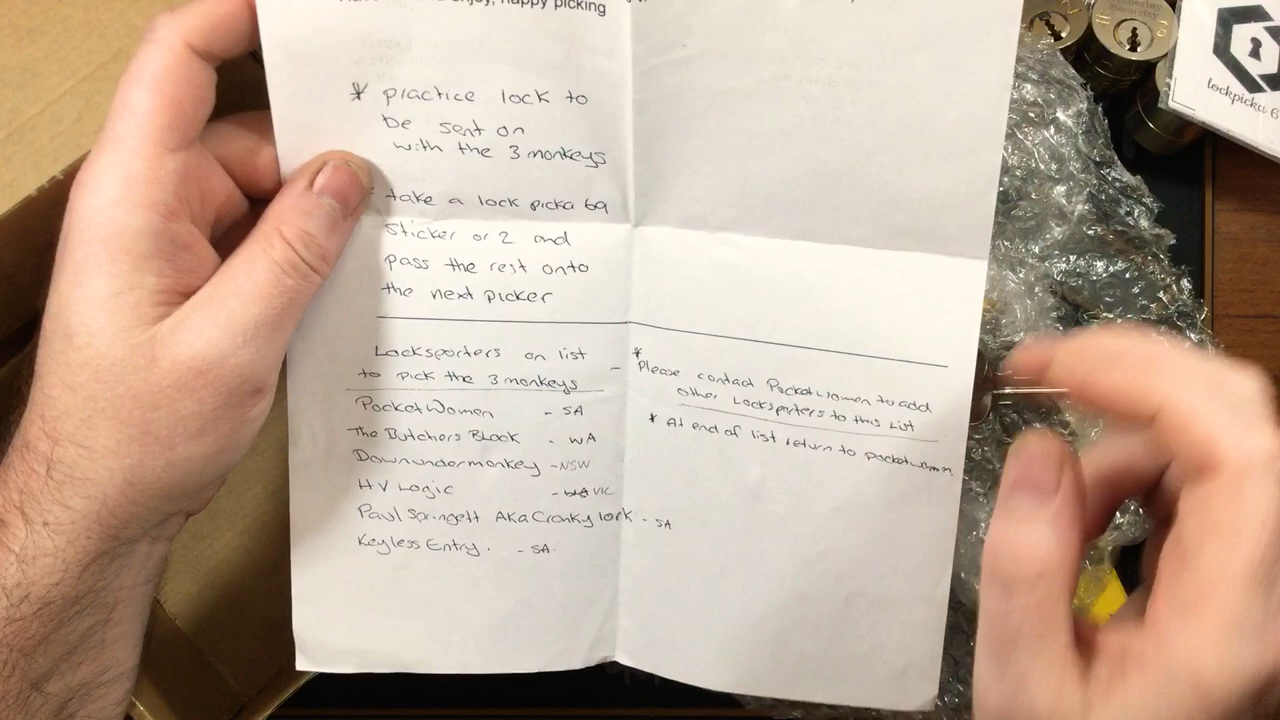 enjoy, happy picking
* practice lock to
be sent on
with the 3 monkeys
* take a lock picka 69
sticker or 2 and
pass the rest onto
the next picker
Locksporters on list
to pick the 3 monkeys
PocketWomen - SA
The Butchers Block - WA
Downundermonkey - NSW
HV Logic - VIC
Paul Springett AKA Cranky lock - SA
Keyless Entry. - SA.
* Please contact Pocketwomen to add
other Locksporters to this List
* At end of list return to pocketwomen.
Security
lockpicka 6